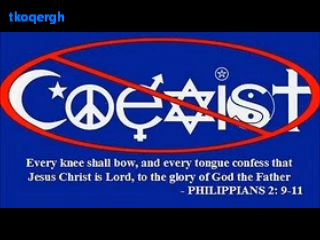 tkoqergh
Coexist
Every knee shall bow, and every tongue confess that
Jesus Christ is Lord, to the glory of God the Father
- PHILIPPIANS 2: 9-11